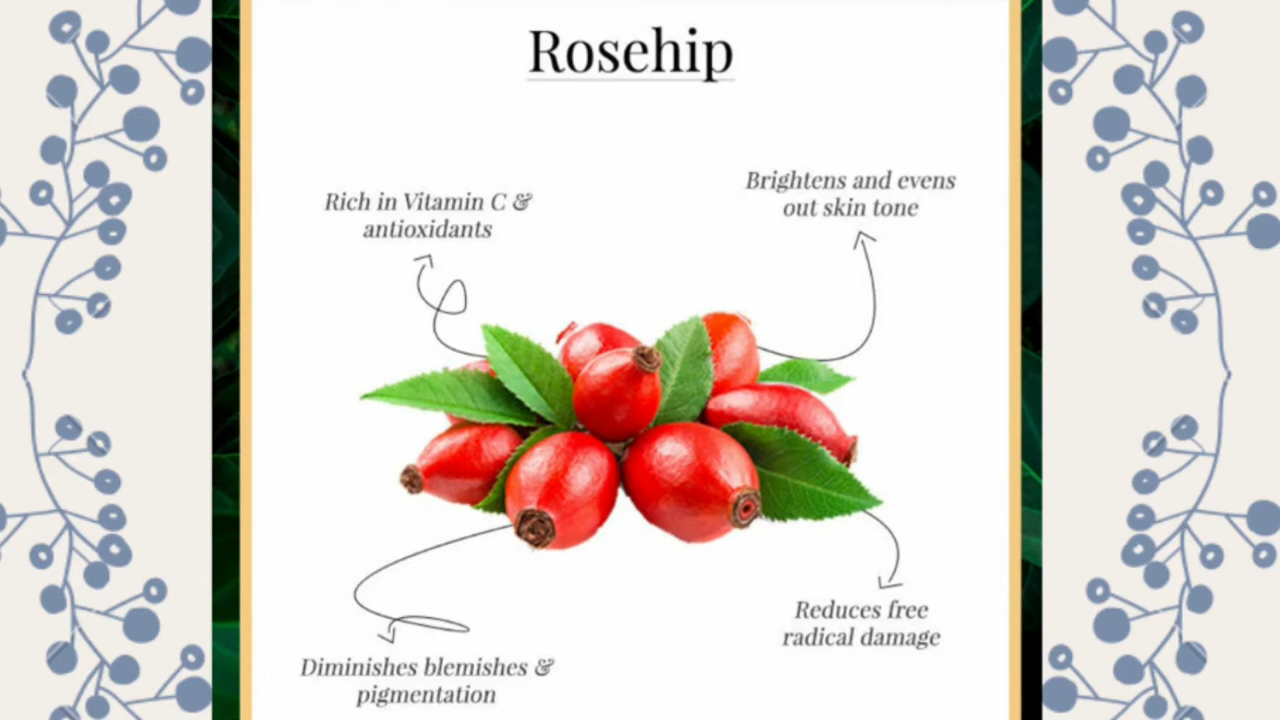 Rosehip
Rich in Vitamin C &
antioxidants
Brightens and evens
out skin tone
Diminishes blemishes &
pigmentation
Reduces free
radical damage